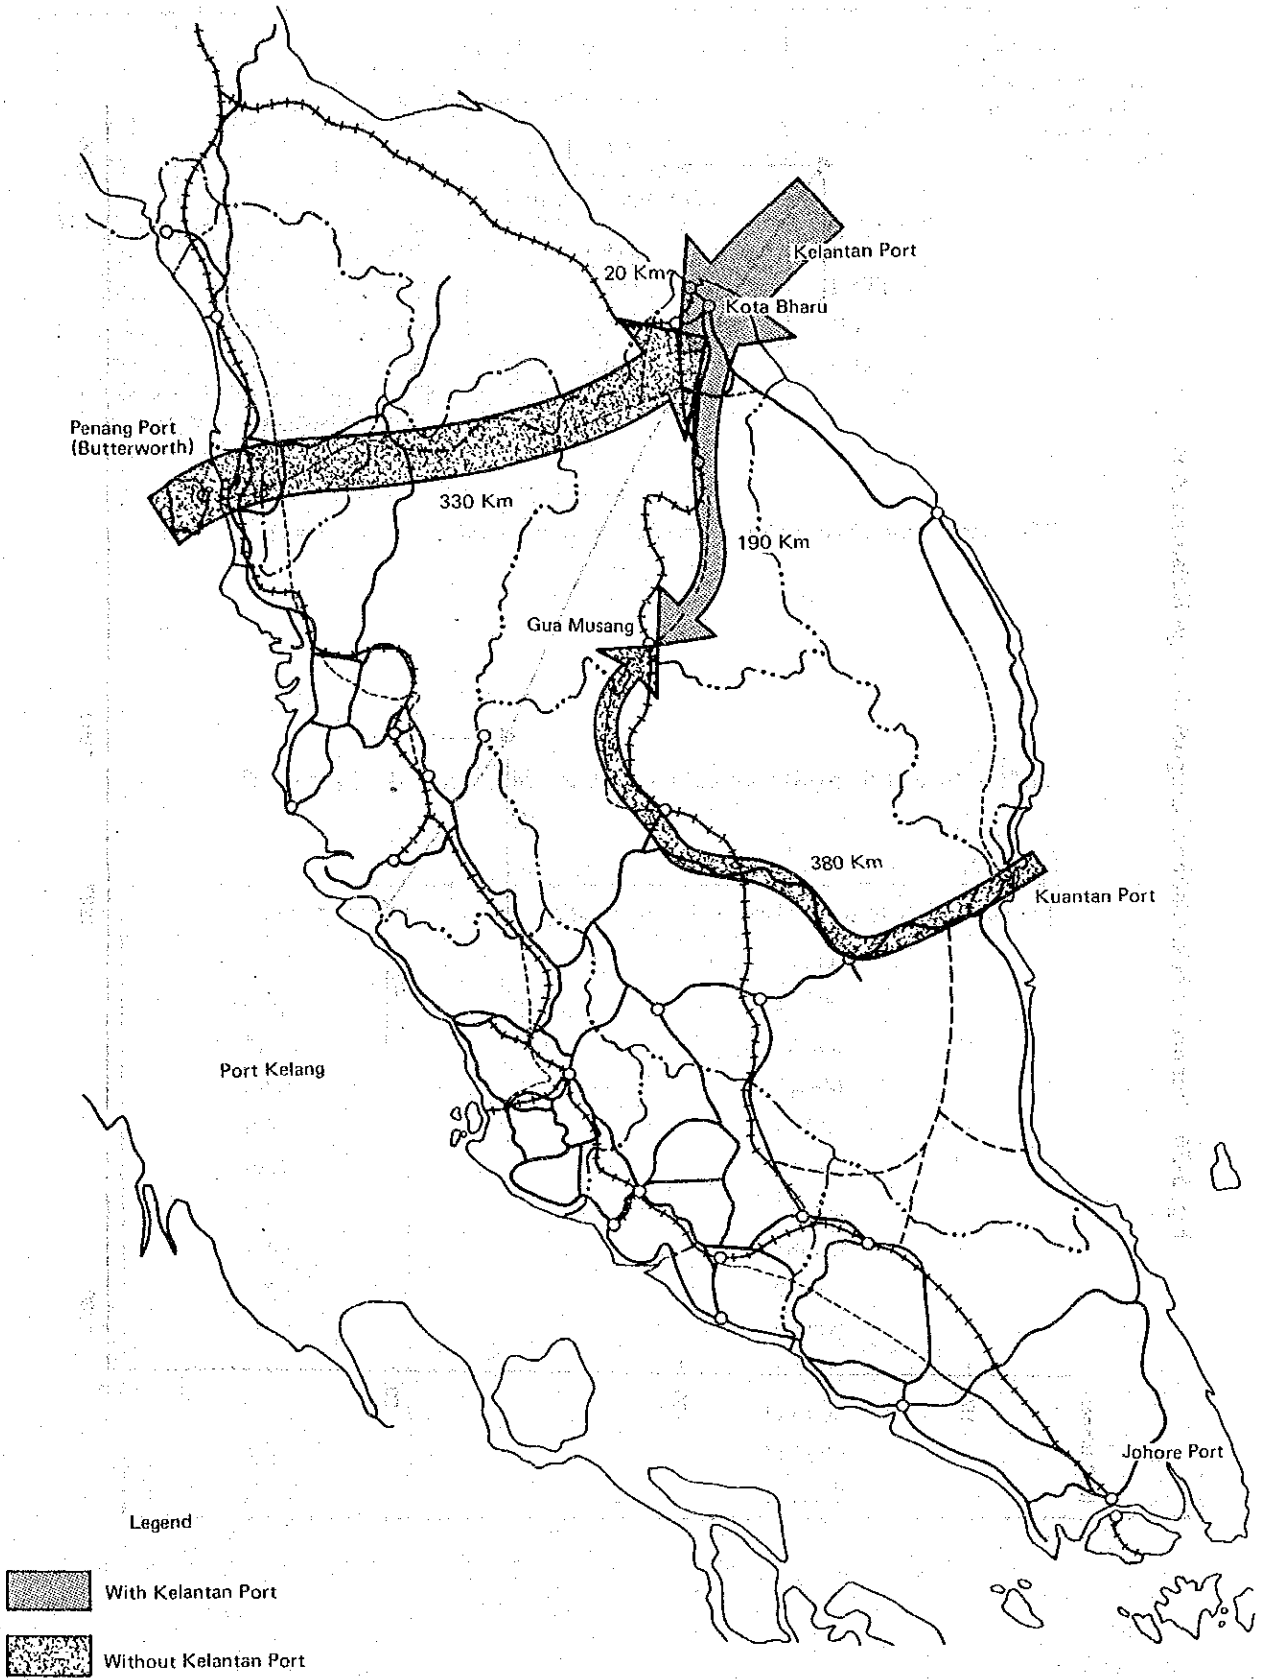 Kelantan Port
20 Km
Kota Bharu
Penang Port
(Butterworth)
330 Km
190 Km
Gua Musang
380 Km
Kuantan Port
Port Kelang
Johore Port
Legend
With Kelantan Port
Without Kelantan Port